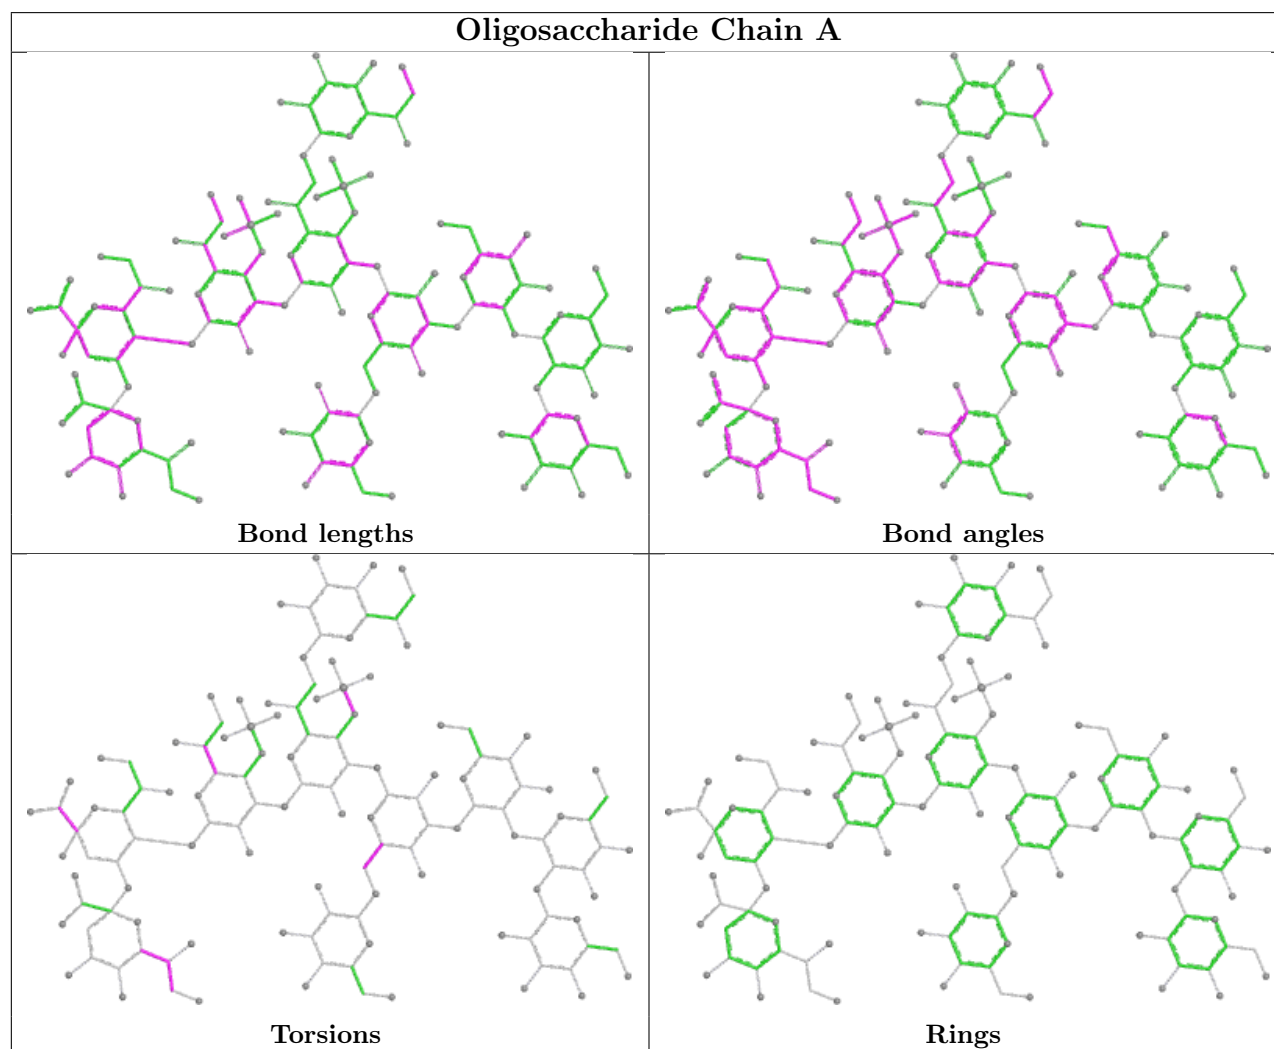 Oligosaccharide Chain A
Bond lengths
Bond angles
Torsions
Rings